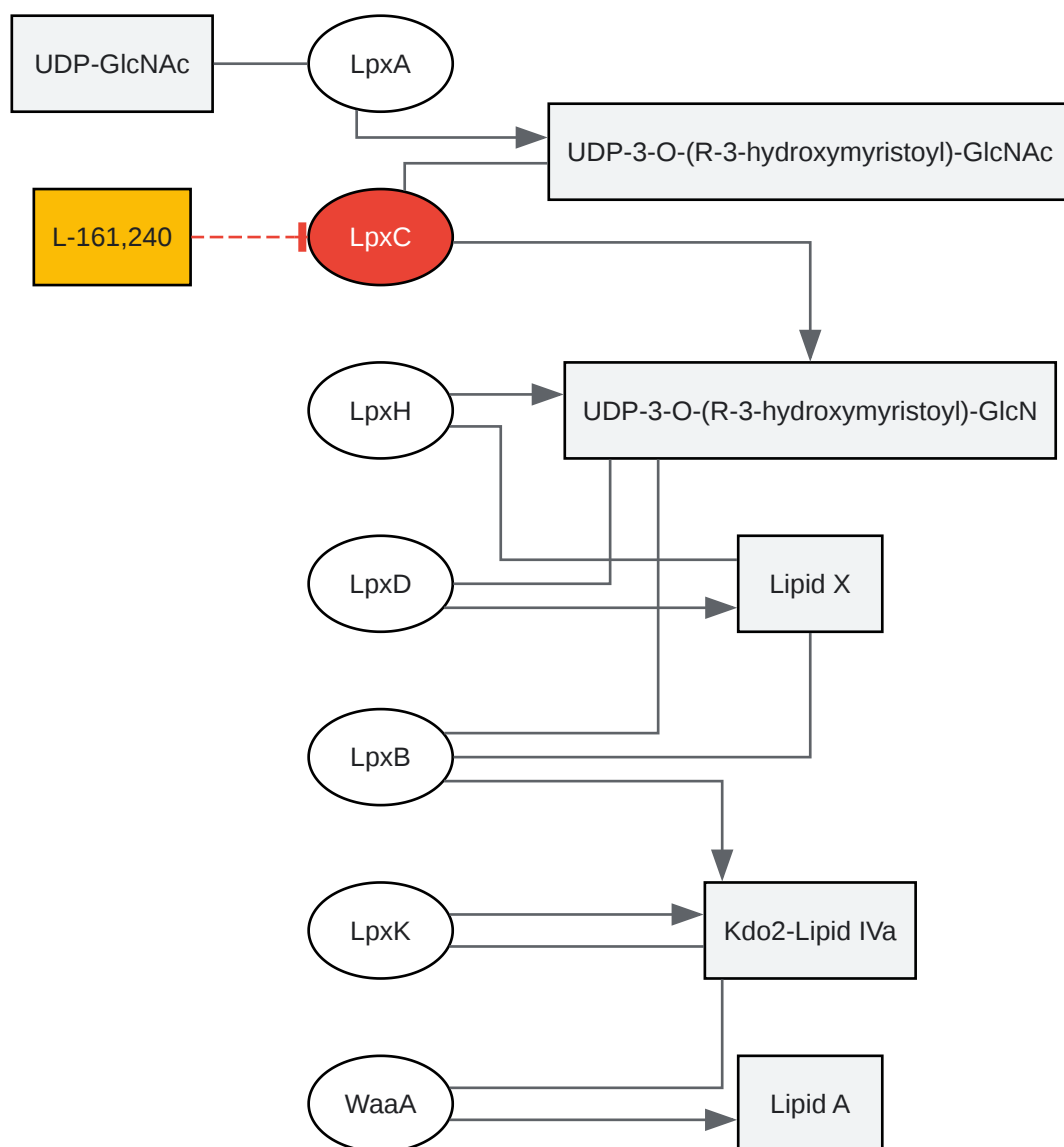 UDP-GlcNAc
LpxA
UDP-3-O-(R-3-hydroxymyristoyl)-GlcNAc
L-161,240
LpxC
LpxH
UDP-3-O-(R-3-hydroxymyristoyl)-GlcN
LpxD
Lipid X
LpxB
LpxK
Kdo2-Lipid IVa
WaaA
Lipid A